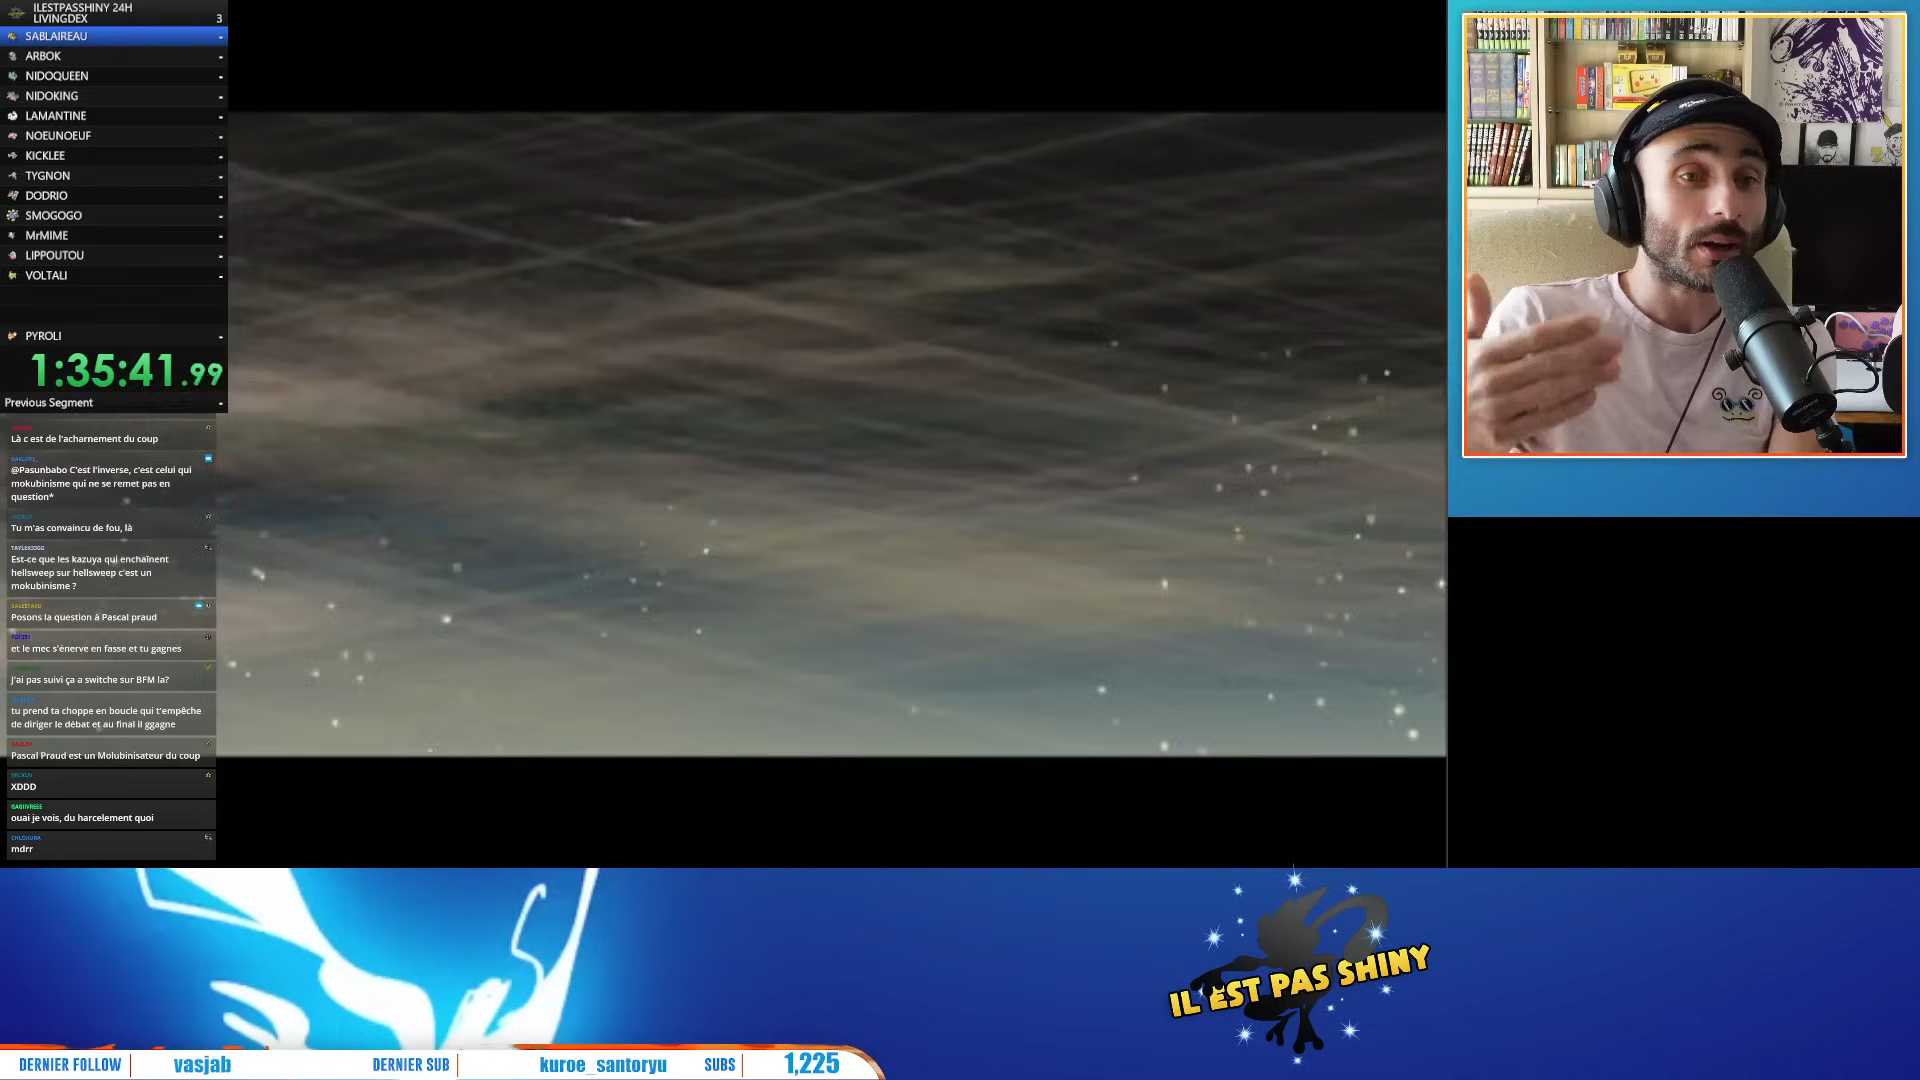 ILESTPASSHINY 24H
LIVINGDEX 3
SABLAIREAU -
ARBOK -
NIDOQUEEN -
NIDOKING -
LAMANTINE -
NOEUNOEUF -
KICKLEE -
TYGNON -
DODRIO -
SMOGOGO -
MrMIME -
LIPPOUTOU -
VOLTALI -
PYROLI -
1:35:41.99
Previous Segment -
Là c est de l'acharnement du coup
@Pasunbabo C'est l'inverse, c'est celui qui
mokubinisme qui ne se remet pas en
question*
Tu m'as convaincu de fou, là
TAYLER33GG
Est-ce que les kazuya qui enchaînent
hellsweep sur hellsweep c'est un
mokubinisme ?
Posons la question à Pascal praud
et le mec s'énerve en fasse et tu gagnes
J'ai pas suivi ça a switche sur BFM la?
tu prend ta choppe en boucle qui t'empêche
de diriger le débat et au final il ggagne
Pascal Praud est un Molubinisateur du coup
XDDD
ouai je vois, du harcelement quoi
mdrr
IL EST PAS SHINY
DERNIER FOLLOW vasjab DERNIER SUB kuroe_santoryu SUBS 1,225